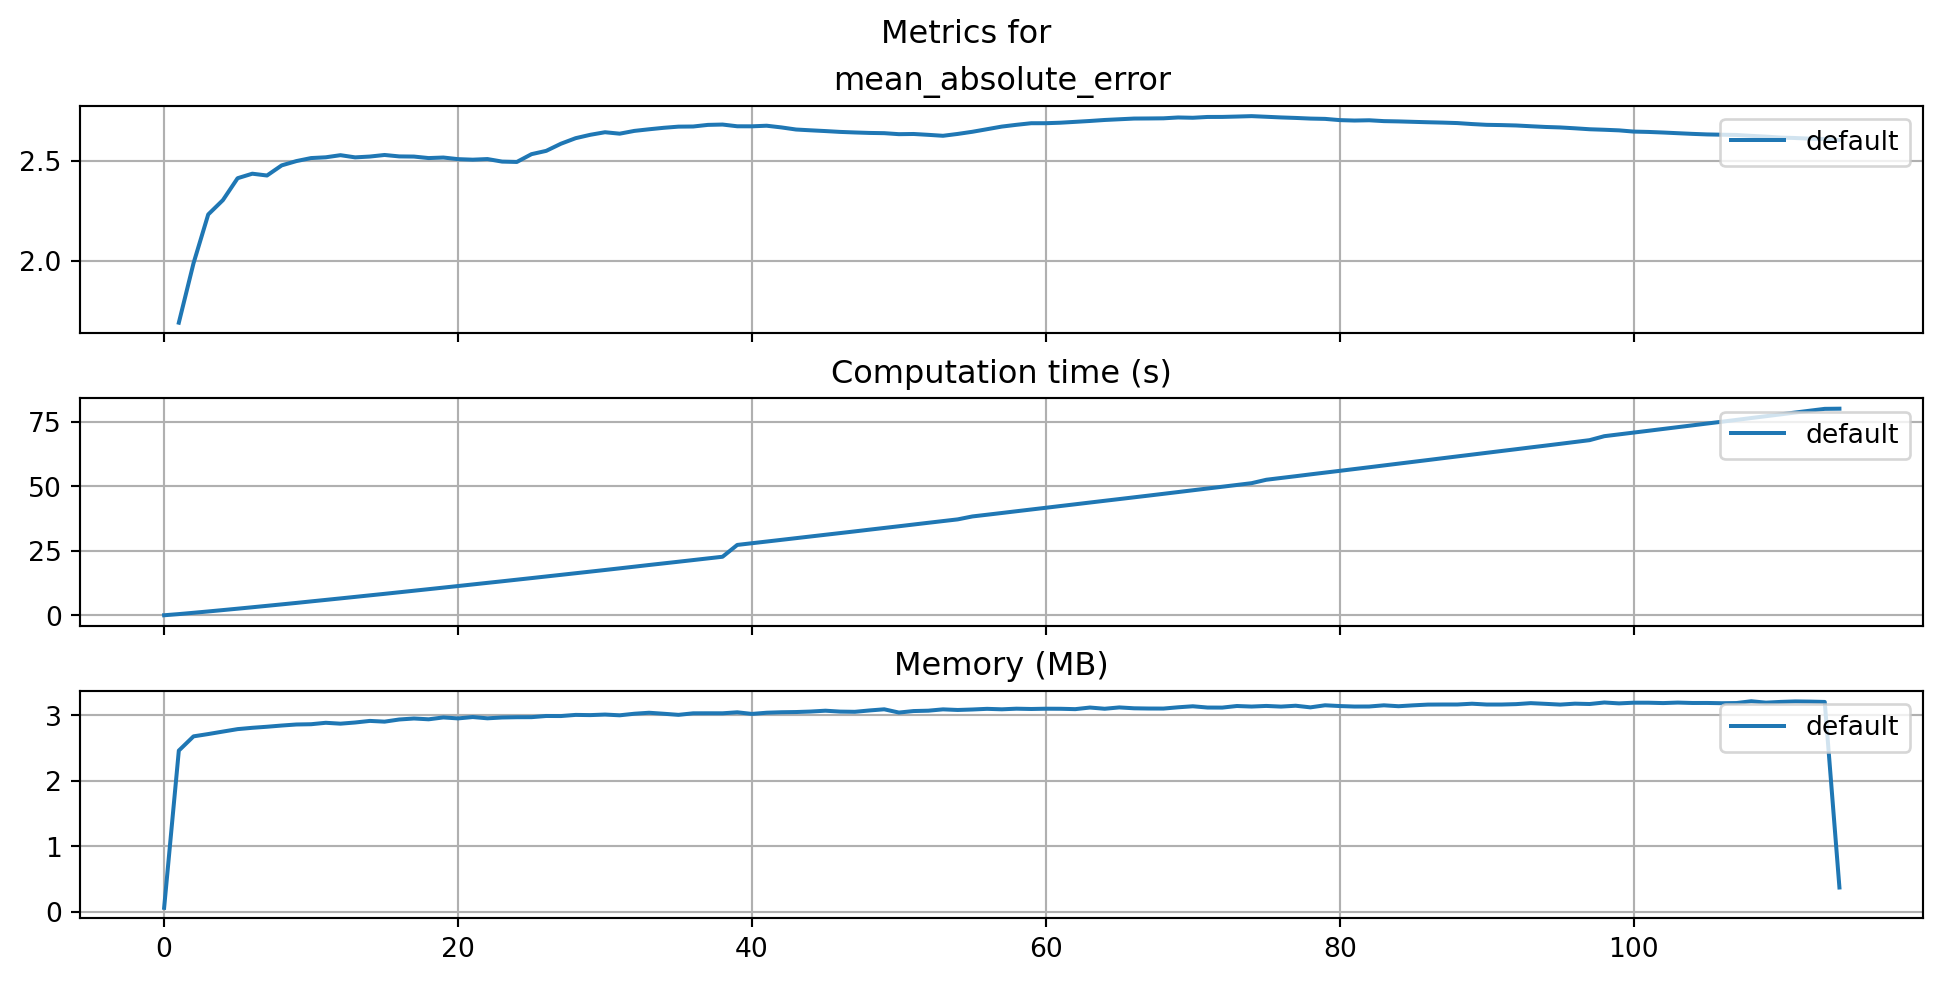 Metrics for
mean_absolute_error
2.5
2.0
default
Computation time (s)
75
50
25
0
default
Memory (MB)
3
2
1
0
default
0 20 40 60 80 100